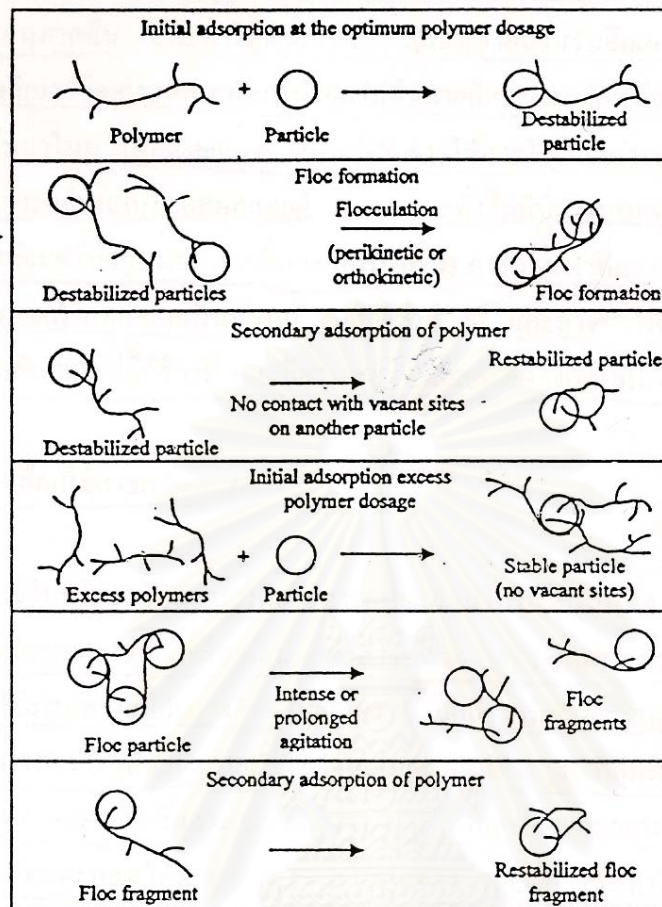 Initial adsorption at the optimum polymer dosage
+
Polymer
Particle
Destabilized
particle
Floc formation
Flocculation
(perikinetic or
orthokinetic)
Destabilized particles
Floc formation
Secondary adsorption of polymer
Restabilized particle
No contact with vacant sites
on another particle
Destabilized particle
Initial adsorption excess
polymer dosage
+
Excess polymers
Particle
Stable particle
(no vacant sites)
Intense or
prolonged
agitation
Floc particle
Floc
fragments
Secondary adsorption of polymer
Floc fragment
Restabilized floc
fragment